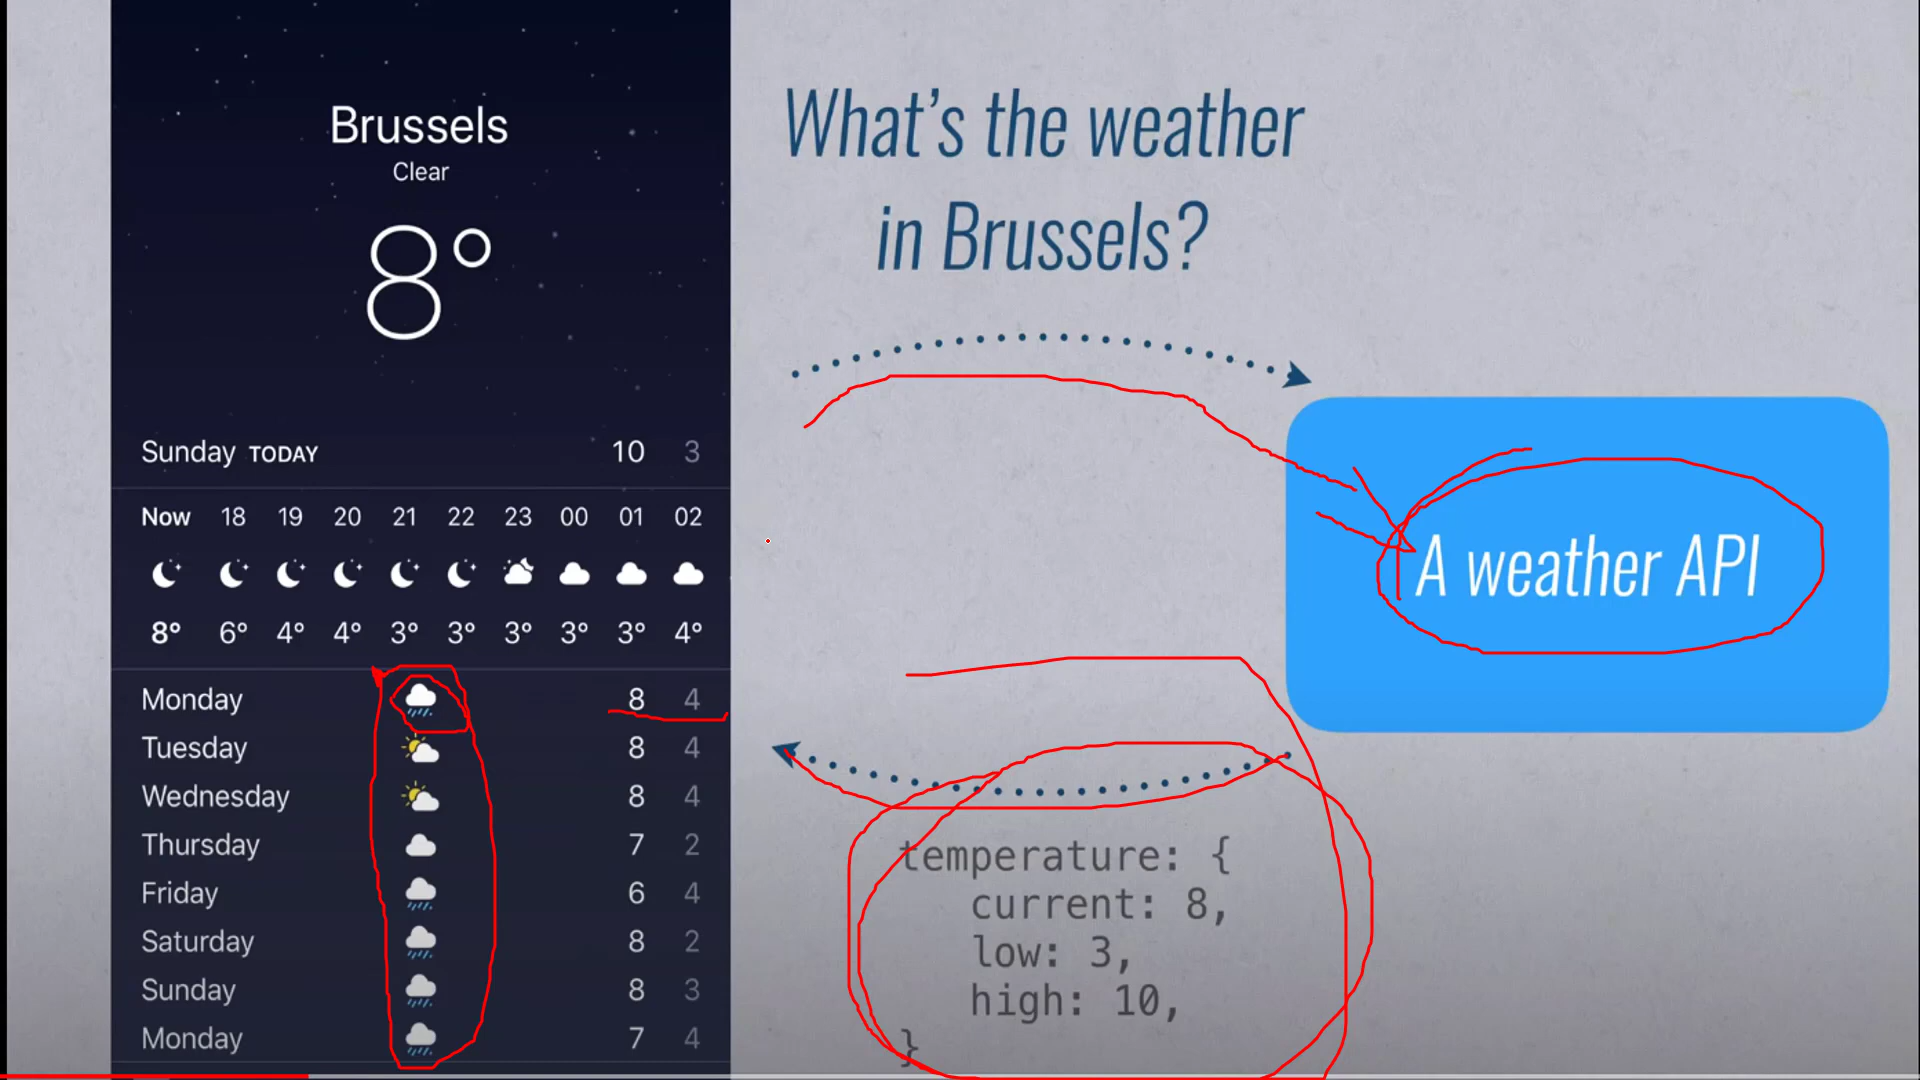 Brussels
Clear
8°
Sunday TODAY 10 3
Now 18 19 20 21 22 23 00 01 02
8° 6° 4° 4° 3° 3° 3° 3° 3° 4°
Monday 8 4
Tuesday 8 4
Wednesday 8 4
Thursday 7 2
Friday 6 4
Saturday 8 2
Sunday 8 3
Monday 7 4
What's the weather
in Brussels?
A weather API
temperature: {
current: 8,
low: 3,
high: 10,
}